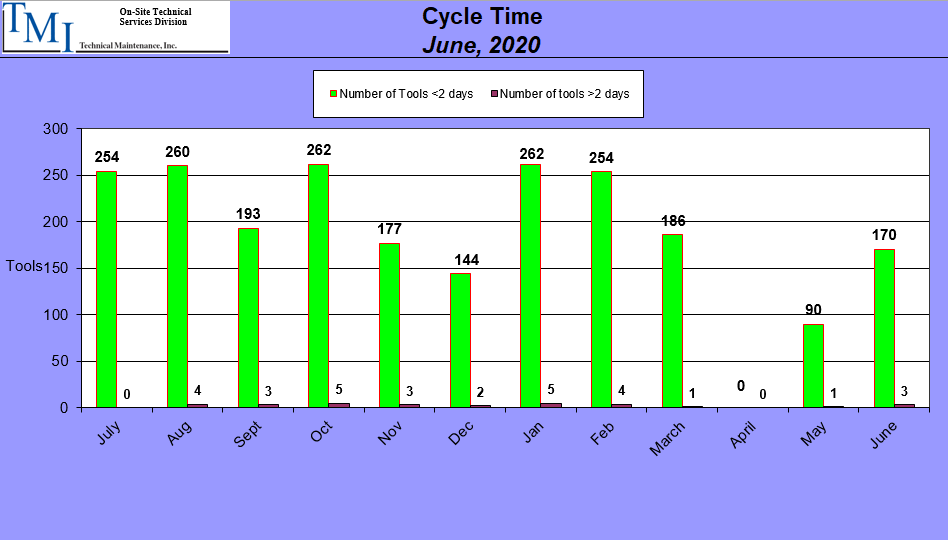 TMI
On-Site Technical
Services Division
Technical Maintenance, Inc.
Cycle Time
June, 2020
Number of Tools <2 days
Number of tools >2 days
Tools
300
250
200
150
100
50
0
254
260
193
262
177
144
262
254
186
0
90
170
0
4
3
5
3
2
5
4
1
0
1
3
July
Aug
Sept
Oct
Nov
Dec
Jan
Feb
March
April
May
June